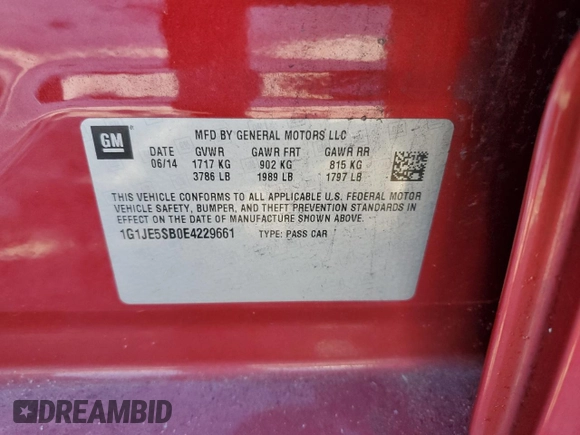 GM
MFD BY GENERAL MOTORS LLC
DATE GVWR GAWR FRT GAWR RR
06/14 1717 KG 902 KG 815 KG
3786 LB 1989 LB 1797 LB
THIS VEHICLE CONFORMS TO ALL APPLICABLE U.S. FEDERAL MOTOR
VEHICLE SAFETY, BUMPER, AND THEFT PREVENTION STANDARDS IN
EFFECT ON THE DATE OF MANUFACTURE SHOWN ABOVE.
1G1JE5SB0E4229661 TYPE: PASS CAR
DREAMBID